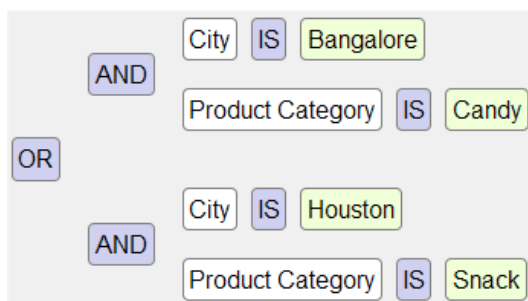 City IS Bangalore
AND
Product Category IS Candy
OR
City IS Houston
AND
Product Category IS Snack